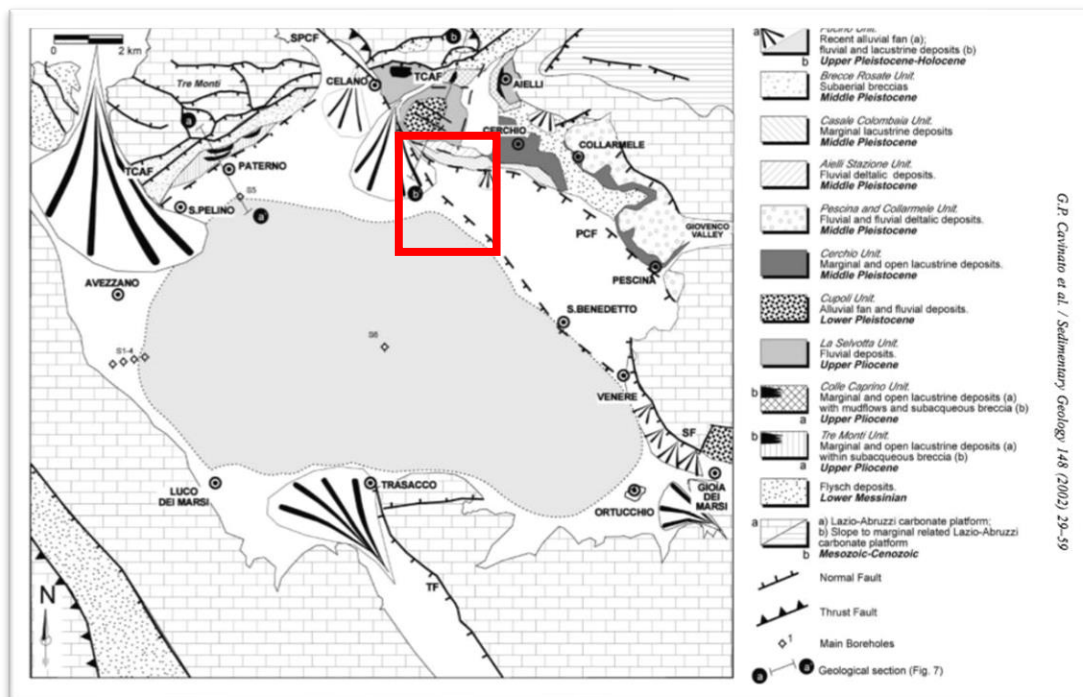 0 2 km
SPCF
b
TCAF
CELANO
AIELLI
Tre Monti
a
CERCHIO
COLLARMELE
PATERNO
TCAF
S5
S.PELINO
a
b
PCF
GIOVENCO
VALLEY
PESCINA
AVEZZANO
S.BENEDETTO
S6
S1-4
VENERE
SF
LUCO
DEI MARSI
TRASACCO
ORTUCCHIO
GIOIA
DEI
MARSI
TF
N
a
b
Fucino Unit.
Recent alluvial fan (a);
fluvial and lacustrine deposits (b)
Upper Pleistocene-Holocene
Brecce Rosate Unit.
Subaerial breccias
Middle Pleistocene
Casale Colombaia Unit.
Marginal lacustrine deposits
Middle Pleistocene
Aielli Stazione Unit.
Fluvial deltalic deposits.
Middle Pleistocene
Pescina and Collarmele Unit.
Fluvial and fluvial deltalic deposits.
Middle Pleistocene
Cerchio Unit.
Marginal and open lacustrine deposits.
Middle Pleistocene
Cupoli Unit.
Alluvial fan and fluvial deposits.
Lower Pleistocene
La Selvotta Unit.
Fluvial deposits.
Upper Pliocene
b
a
Colle Caprino Unit.
Marginal and open lacustrine deposits (a)
with mudflows and subacqueous breccia (b)
Upper Pliocene
b
a
Tre Monti Unit.
Marginal and open lacustrine deposits (a)
within subacqueous breccia (b)
Upper Pliocene
Flysch deposits.
Lower Messinian
a
b
a) Lazio-Abruzzi carbonate platform;
b) Slope to marginal related Lazio-Abruzzi
carbonate platform
Mesozoic-Cenozoic
Normal Fault
Thrust Fault
1
Main Boreholes
a a' Geological section (Fig. 7)
G.P. Cavinato et al. / Sedimentary Geology 148 (2002) 29–59